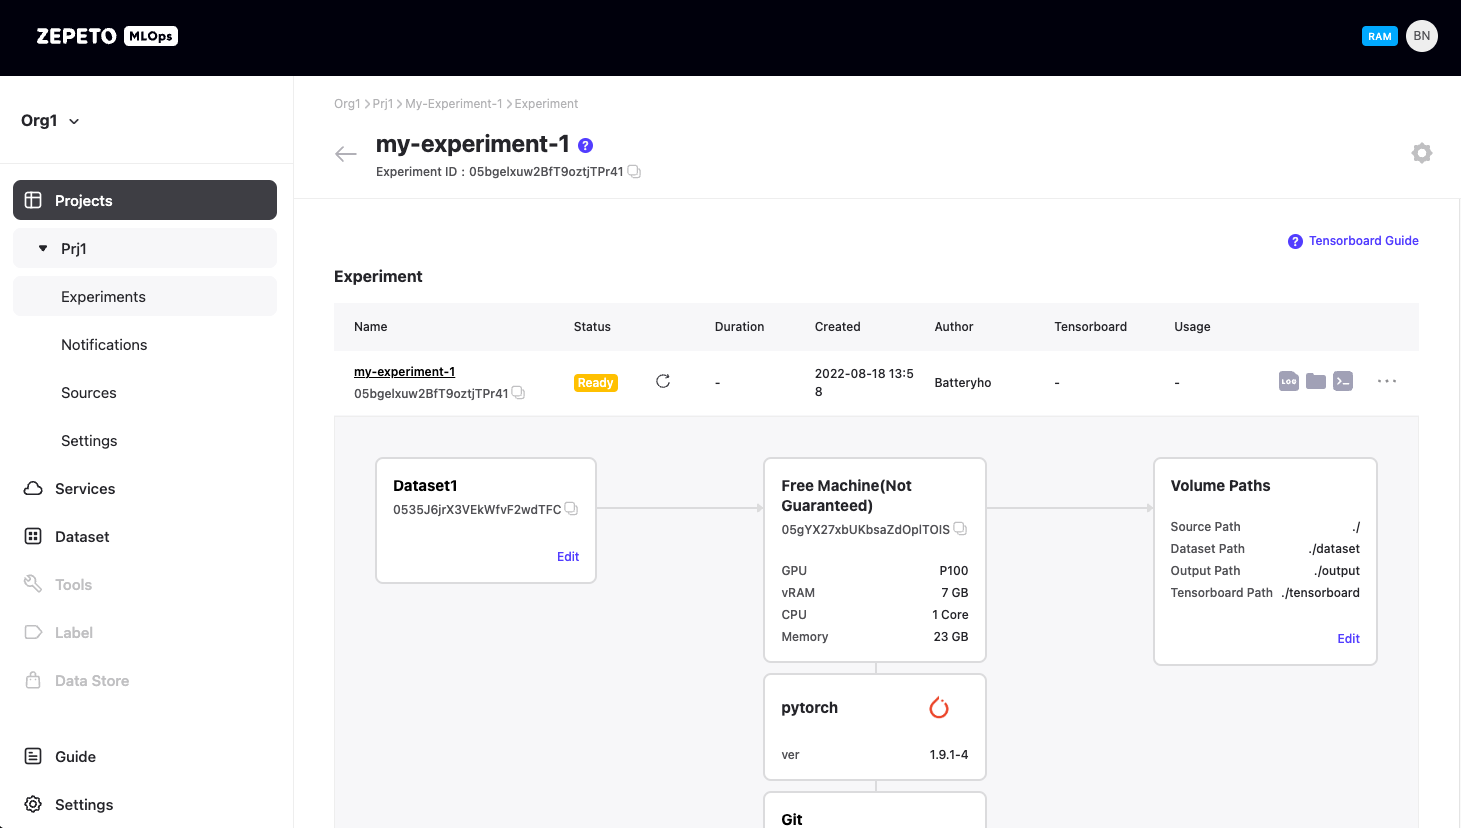 ZEPETO MLOps
RAM
BN
Org1
Projects
Prj1
Experiments
Notifications
Sources
Settings
Services
Dataset
Tools
Label
Data Store
Guide
Settings
Org1 > Prj1 > My-Experiment-1 > Experiment
my-experiment-1 ?
Experiment ID : 05bgelxuw2BfT9oztjTPr41
? Tensorboard Guide
Experiment
Name Status Duration Created Author Tensorboard Usage
my-experiment-1
05bgelxuw2BfT9oztjTPr41
Ready - 2022-08-18 13:5
8
Batteryho - - LOG
Dataset1
0535J6jrX3VEkWfvF2wdTFC
Edit
Free Machine(Not
Guaranteed)
05gYX27xbUKbsaZdOplTOIS
GPU P100
vRAM 7 GB
CPU 1 Core
Memory 23 GB
pytorch
ver 1.9.1-4
Git
Volume Paths
Source Path ./
Dataset Path ./dataset
Output Path ./output
Tensorboard Path ./tensorboard
Edit